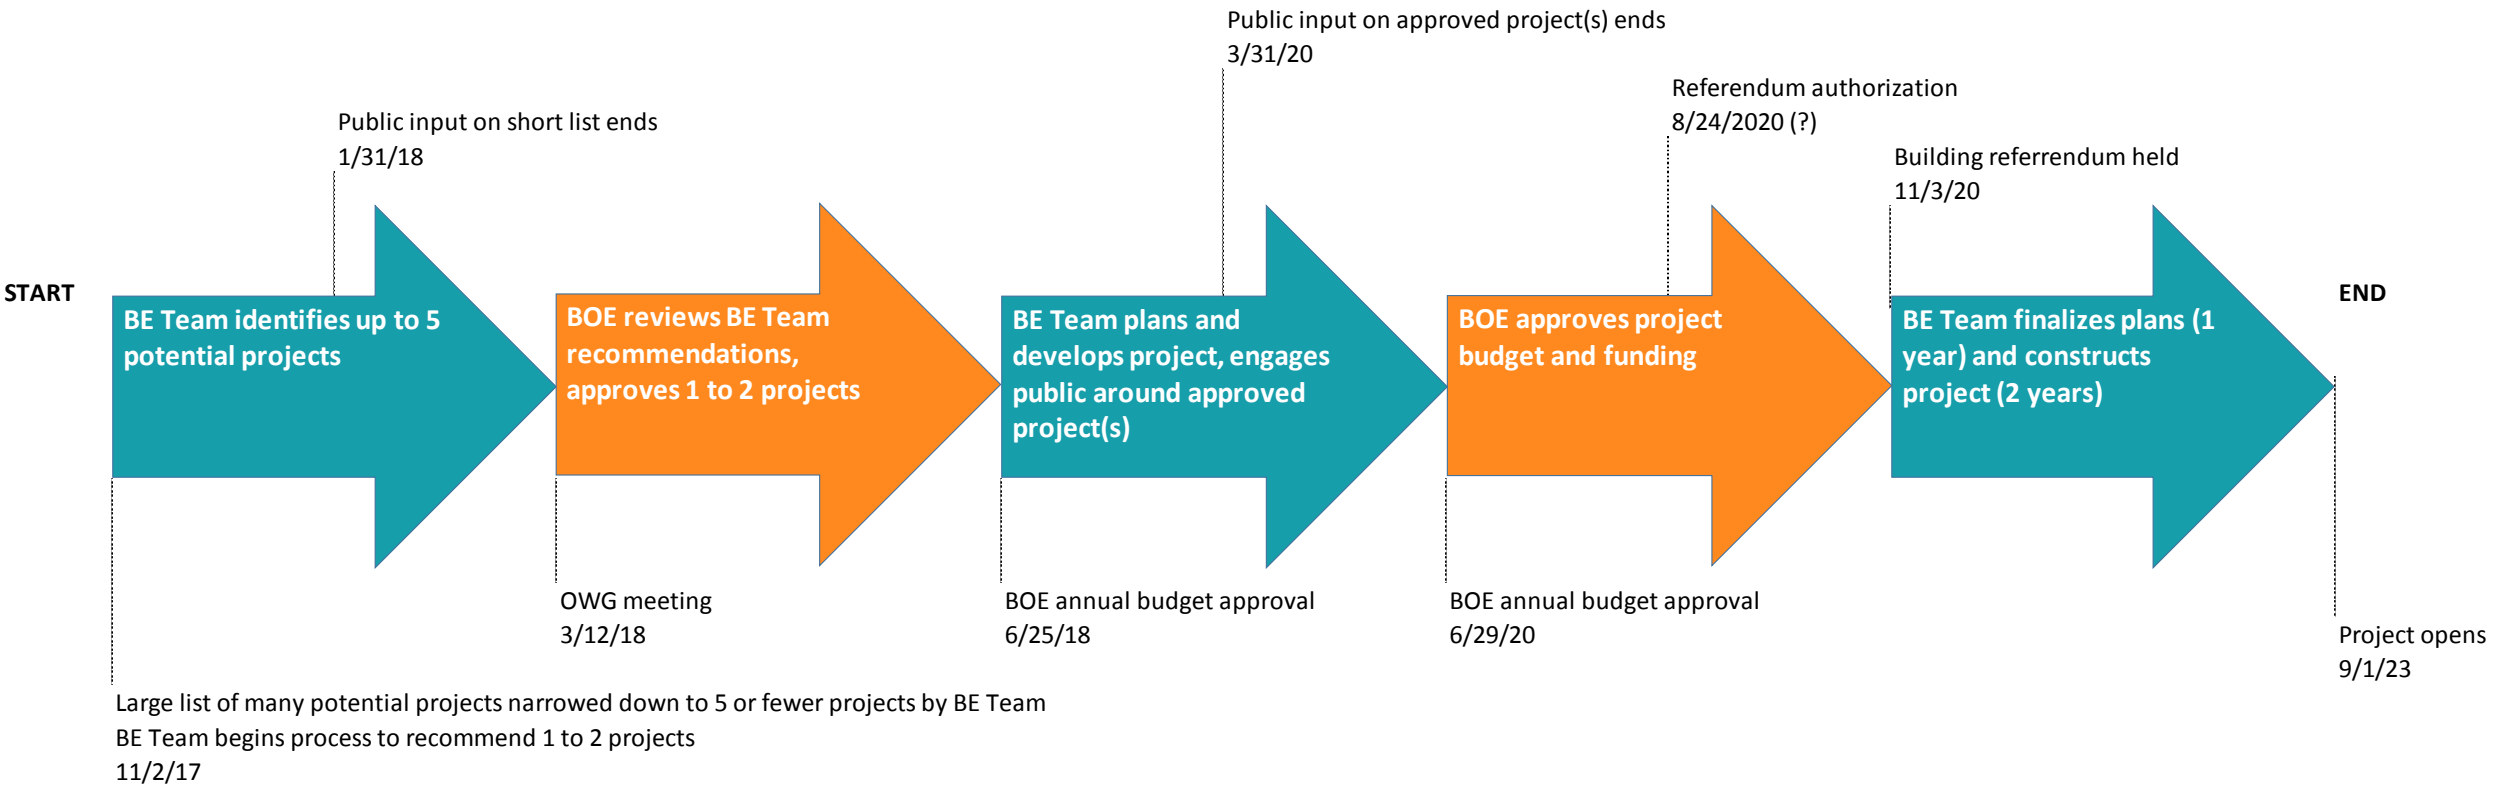 Public input on approved project(s) ends
3/31/20
Referendum authorization
8/24/2020 (?)
Public input on short list ends
1/31/18
Building referrendum held
11/3/20
START
BE Team identifies up to 5
potential projects
BOE reviews BE Team
recommendations,
approves 1 to 2 projects
BE Team plans and
develops project, engages
public around approved
project(s)
BOE approves project
budget and funding
BE Team finalizes plans (1
year) and constructs
project (2 years)
END
OWG meeting
3/12/18
BOE annual budget approval
6/25/18
BOE annual budget approval
6/29/20
Project opens
9/1/23
Large list of many potential projects narrowed down to 5 or fewer projects by BE Team
BE Team begins process to recommend 1 to 2 projects
11/2/17